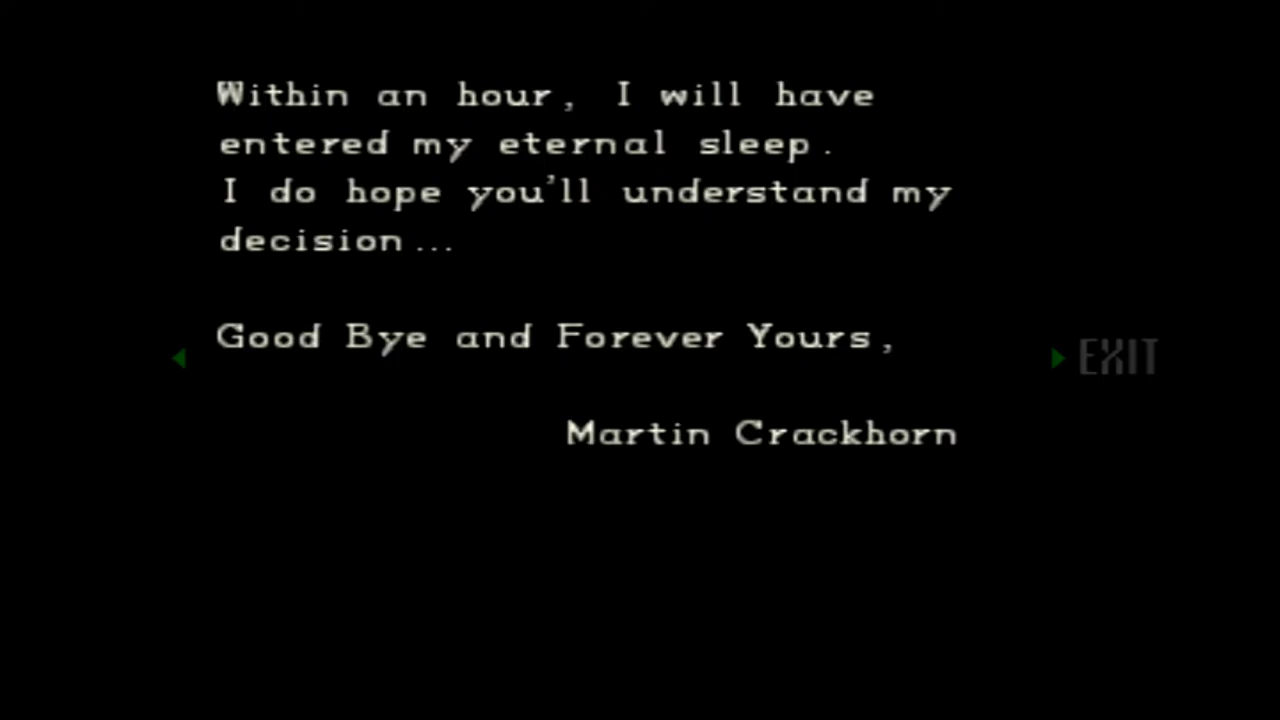 Within an hour, I will have
entered my eternal sleep.
I do hope you'll understand my
decision...
Good Bye and Forever Yours,
EXIT
Martin Crackhorn